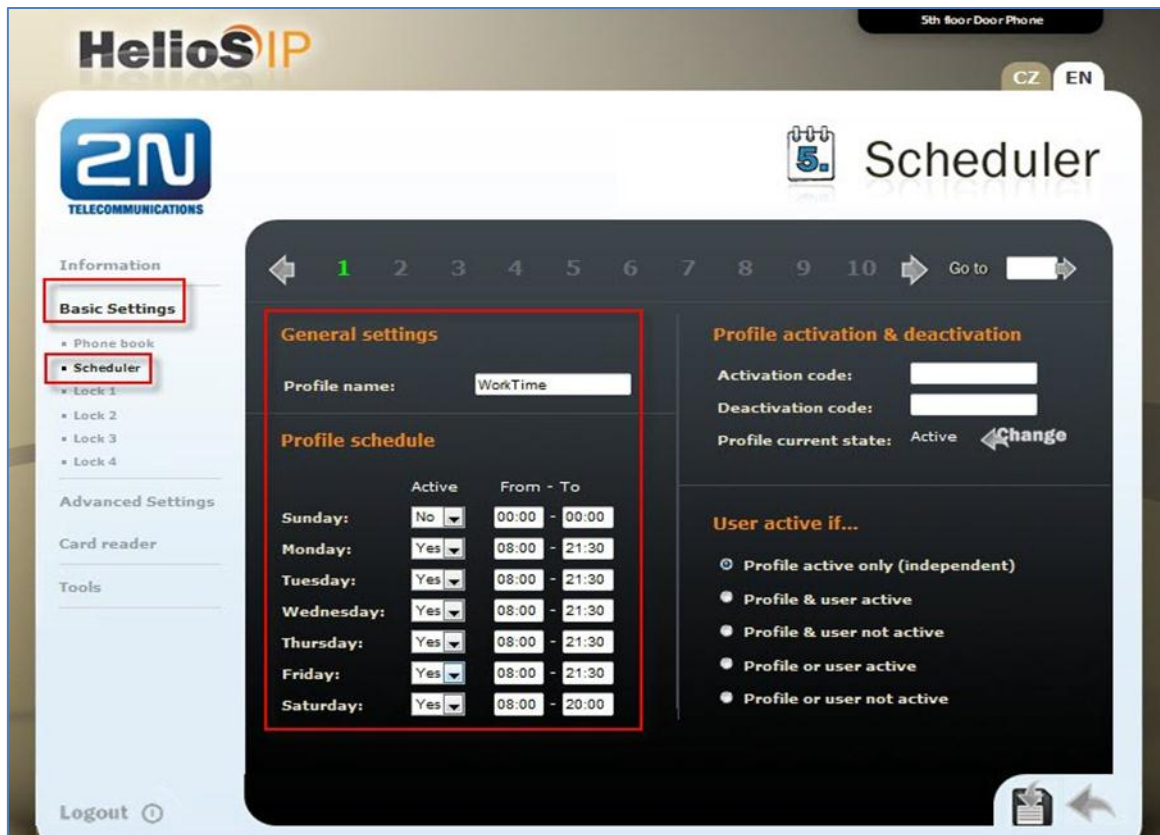 5th floor Door Phone
HelioS IP
CZ EN
2N
TELECOMMUNICATIONS
5. Scheduler
Information
Basic Settings
Phone book
Scheduler
Lock 1
Lock 2
Lock 3
Lock 4
Advanced Settings
Card reader
Tools
Logout
1 2 3 4 5 6 7 8 9 10 Go to
General settings
Profile name: WorkTime
Profile schedule
Active From - To
Sunday: No 00:00 - 00:00
Monday: Yes 08:00 - 21:30
Tuesday: Yes 08:00 - 21:30
Wednesday: Yes 08:00 - 21:30
Thursday: Yes 08:00 - 21:30
Friday: Yes 08:00 - 21:30
Saturday: Yes 08:00 - 20:00
Profile activation & deactivation
Activation code:
Deactivation code:
Profile current state: Active Change
User active if...
Profile active only (independent)
Profile & user active
Profile & user not active
Profile or user active
Profile or user not active